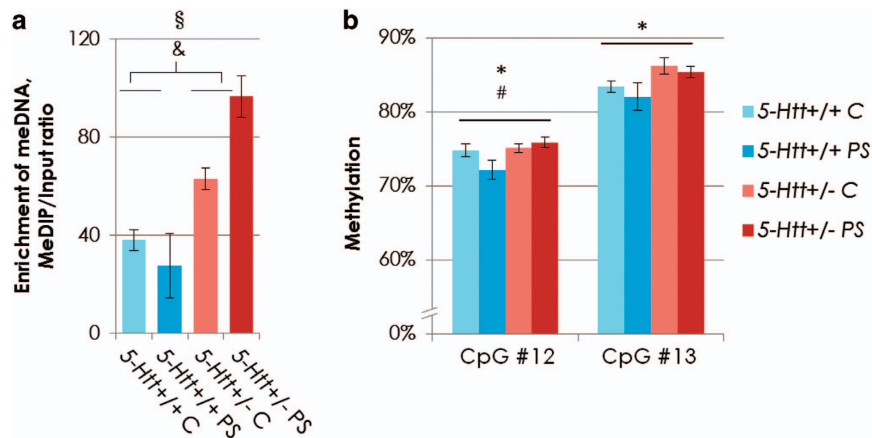 a
§
&
120
80
40
0
Enrichment of meDNA,
MeDIP/Input ratio
5-Htt+/+ C
5-Htt+/+ PS
5-Htt+/- C
5-Htt+/- PS
b
90%
80%
70%
60%
0%
Methylation
*
#
*
CpG #12
CpG #13
5-Htt+/+ C
5-Htt+/+ PS
5-Htt+/- C
5-Htt+/- PS